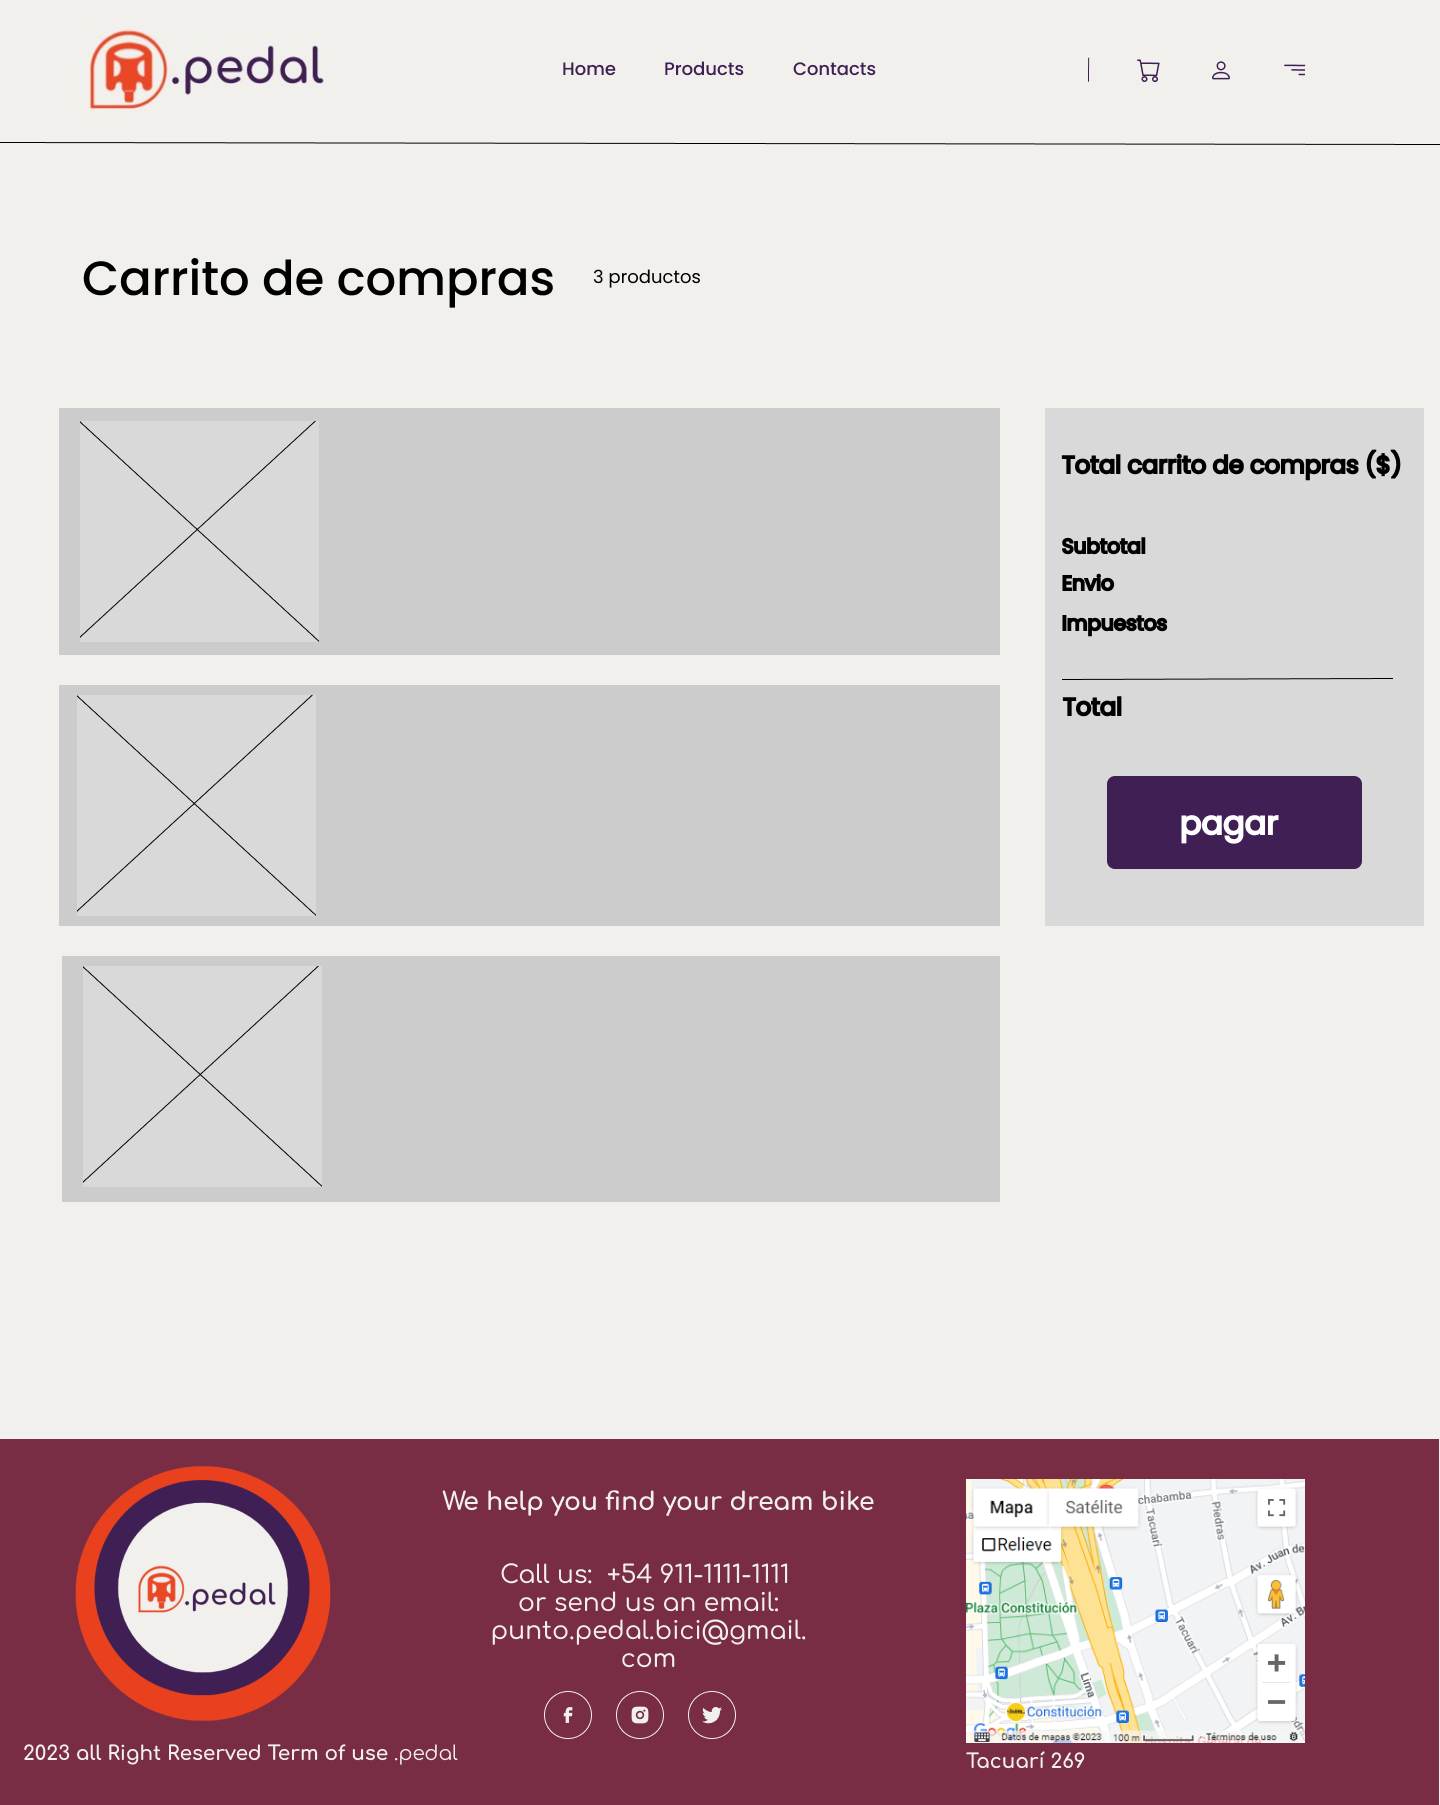 .pedal
Home
Products
Contacts
Carrito de compras
3 productos
Total carrito de compras ($)
Subtotal
Envio
Impuestos
Total
pagar
.pedal
2023 all Right Reserved Term of use .pedal
We help you find your dream bike
Call us: +54 911-1111-1111
or send us an email:
punto.pedal.bici@gmail.
com
Mapa
Satélite
Relieve
chabamba
Tacuarí
Piedras
Av. Juan de
Plaza Constitución
Av. B
Tacuarí
Lima
Constitución
Google
Datos de mapas ©2023
100 m
Términos de uso
Tacuarí 269